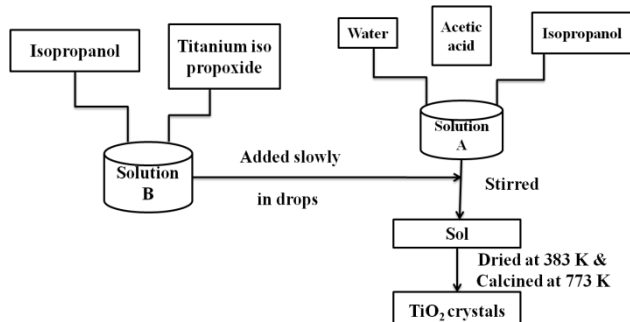 Isopropanol
Titanium iso
propoxide
Water
Acetic
acid
Isopropanol
Solution
B
Added slowly
in drops
Solution
A
Stirred
Sol
Dried at 383 K &
Calcined at 773 K
TiO₂ crystals